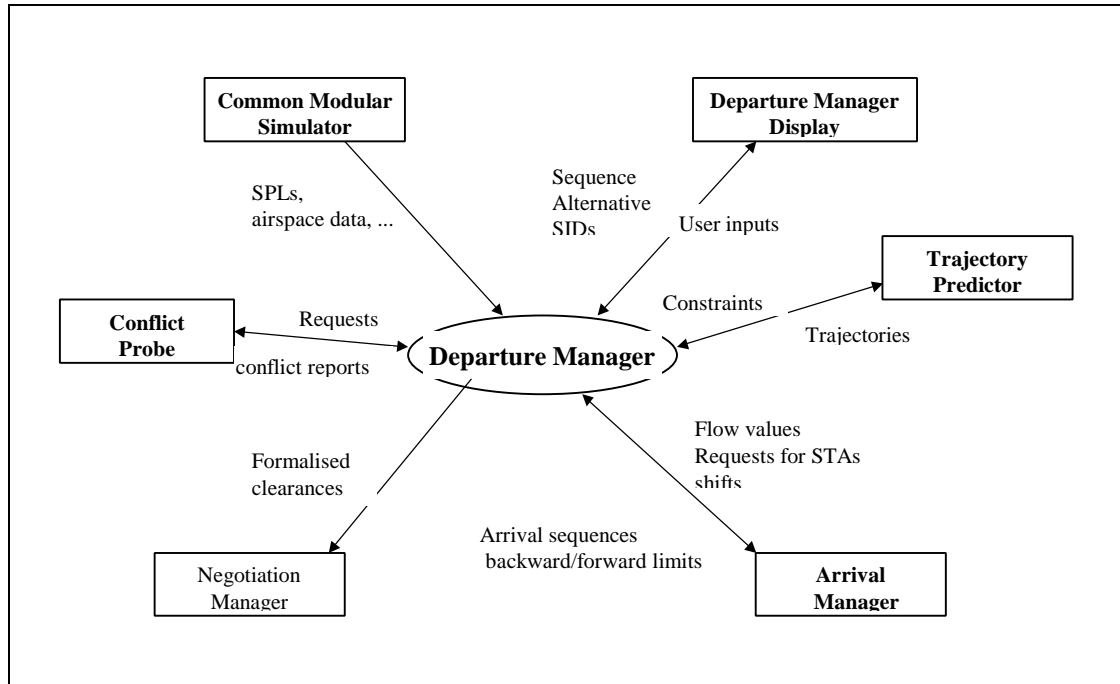 Common Modular
Simulator
Departure Manager
Display
SPLs,
airspace data, ...
Sequence
Alternative
SIDs
User inputs
Trajectory
Predictor
Constraints
Trajectories
Conflict
Probe
Requests
conflict reports
Departure Manager
Flow values
Requests for STAs
shifts
Formalised
clearances
Arrival sequences
backward/forward limits
Negotiation
Manager
Arrival
Manager